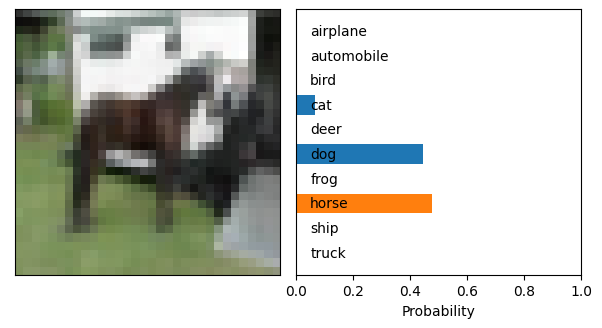 airplane
automobile
bird
cat
deer
dog
frog
horse
ship
truck
0.0 0.2 0.4 0.6 0.8 1.0
Probability